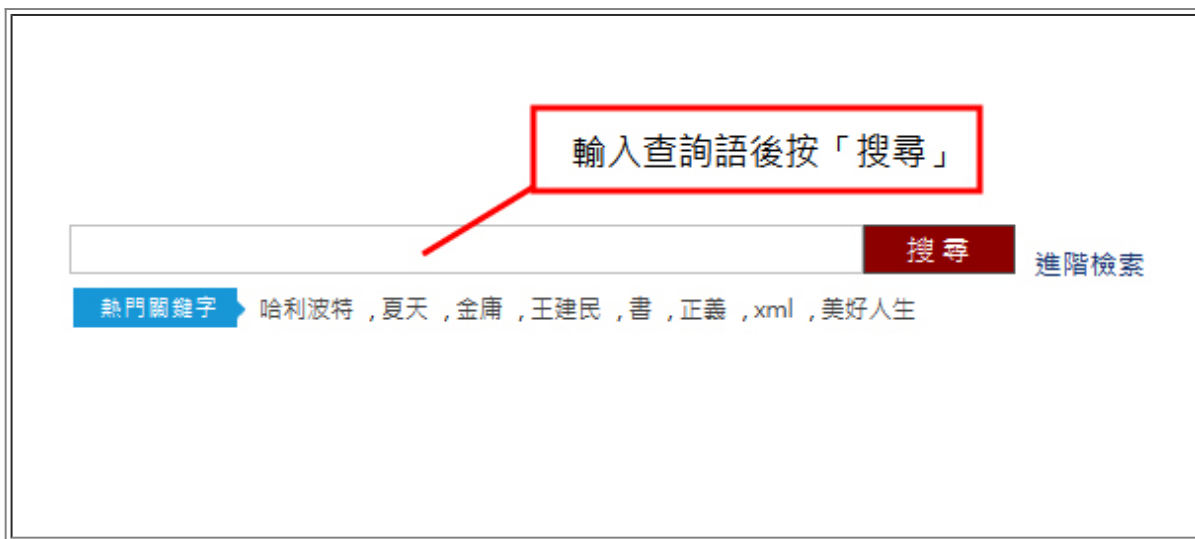 輸入查詢語後按「搜尋」
搜尋
進階檢索
熱門關鍵字 哈利波特 ,夏天 ,金庸 ,王建民 ,書 ,正義 ,xml ,美好人生